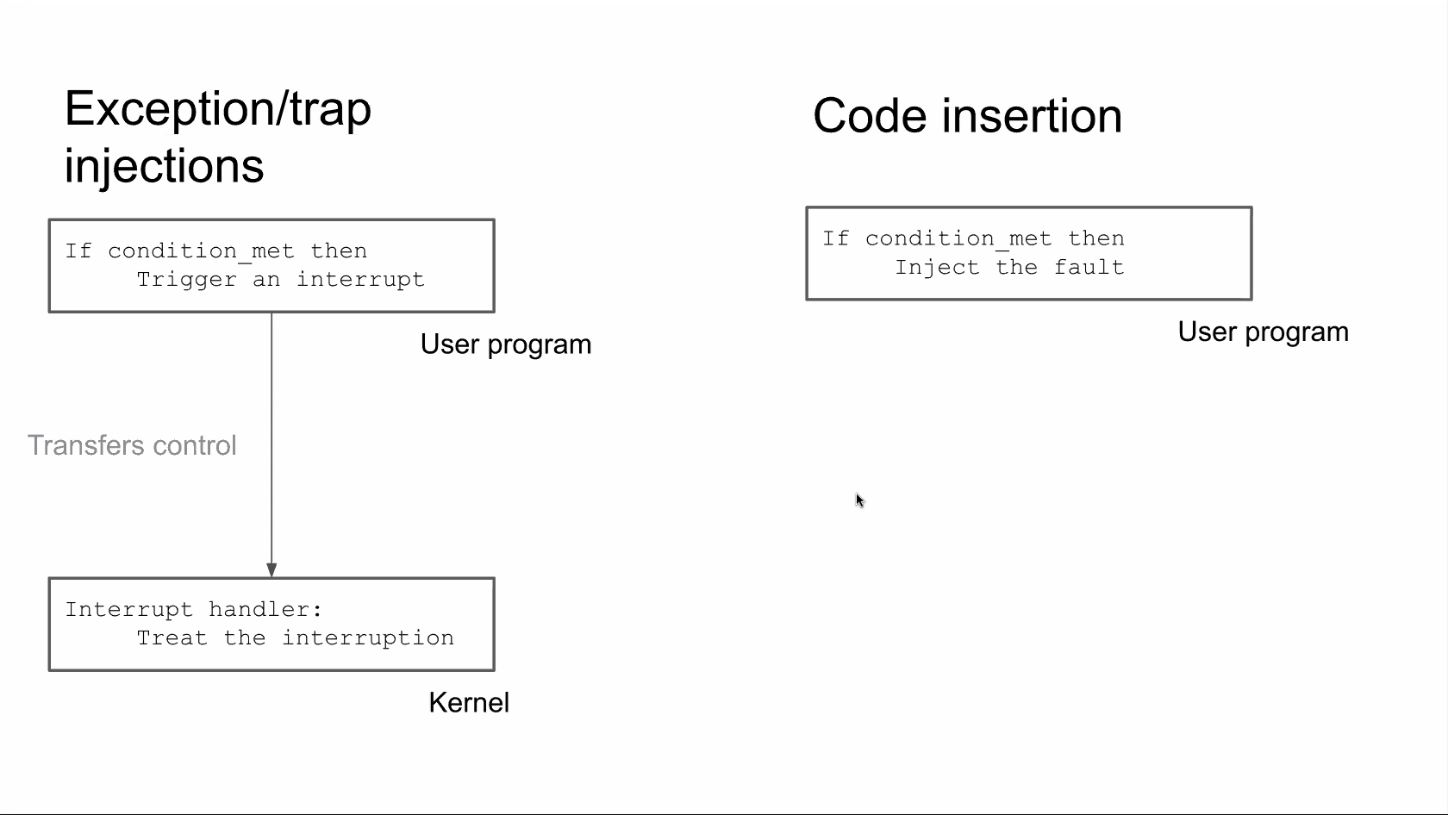 Exception/trap
injections
If condition_met then
Trigger an interrupt
User program
Transfers control
Interrupt handler:
Treat the interruption
Kernel
Code insertion
If condition_met then
Inject the fault
User program